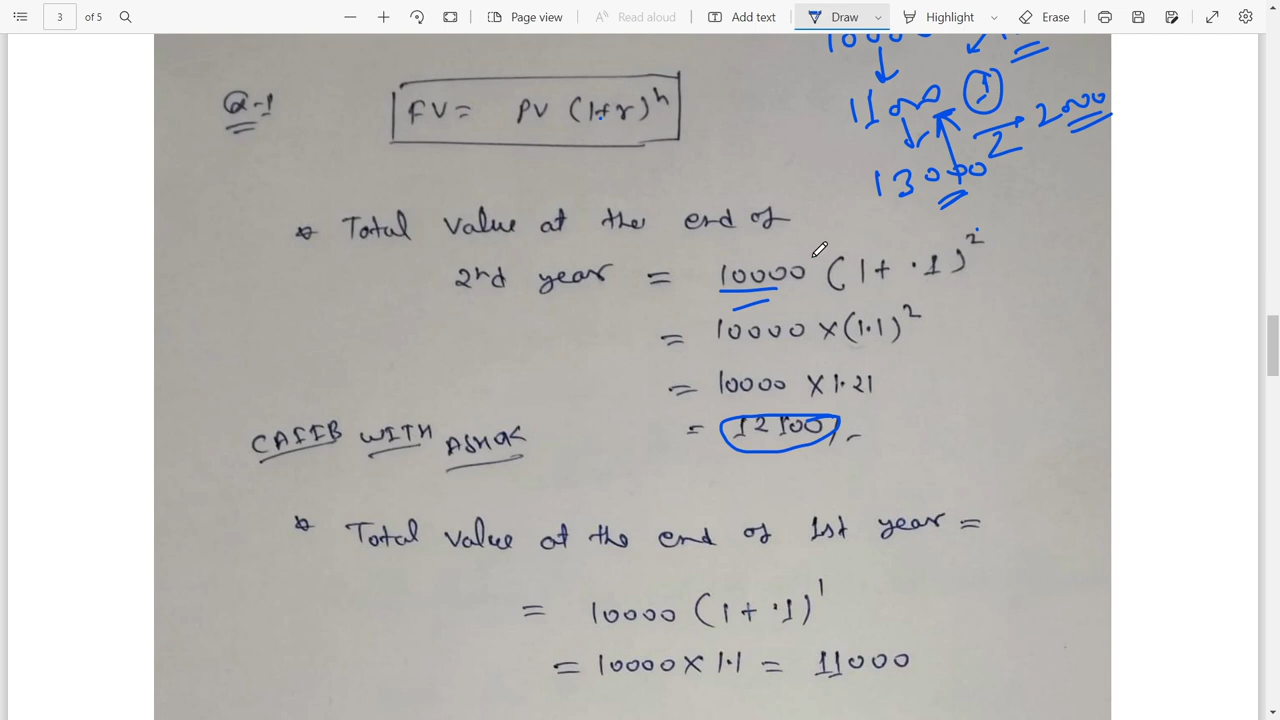 3 of 5 Page view Read aloud Add text Draw Highlight Erase
10000
Q-1 FV = PV (1+r)^n
11000 1
2 2000
13000
* Total Value at the end of
2nd year = 10000 (1+ .1)^2
= 10000 × (1.1)^2
= 10000 × 1.21
= 12100/-
CAIIB WITH ASHOK
* Total Value at the end of 1st year =
= 10000 (1+ .1)^1
= 10000 × 1.1 = 11000